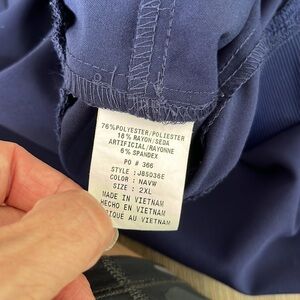 76%POLYESTER/POLIESTER
18% RAYON/SEDA
ARTIFICIAL/RAYONNE
6% SPANDEX
PO # 366
STYLE : JB5036E
COLOR : NAVW
SIZE : 2XL
MADE IN VIETNAM
HECHO EN VIETNAM
IQUÉ AU VIETNAM